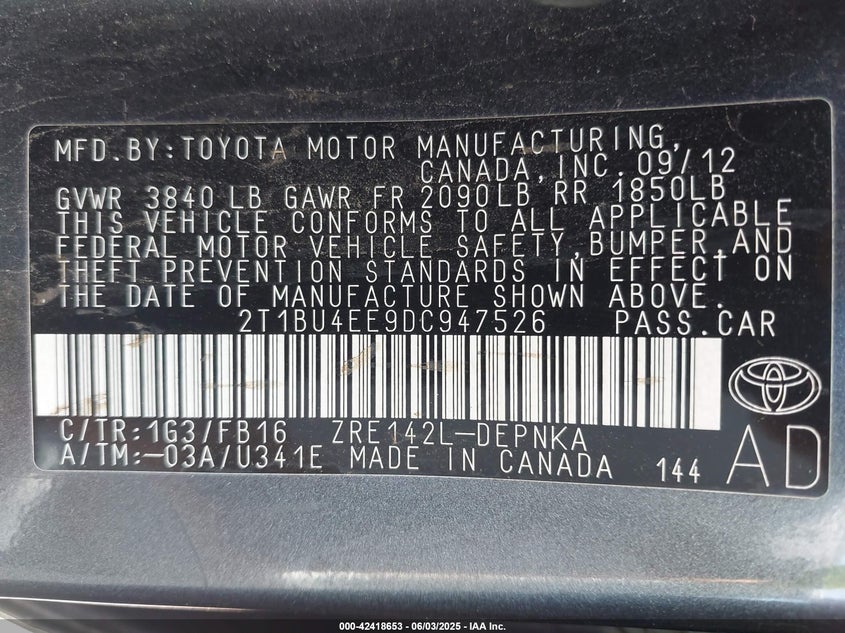 MFD.BY:TOYOTA MOTOR MANUFACTURING,
CANADA,INC. 09/12
GVWR 3840 LB GAWR FR 2090LB RR 1850LB
THIS VEHICLE CONFORMS TO ALL APPLICABLE
FEDERAL MOTOR VEHICLE SAFETY,BUMPER,AND
THEFT PREVENTION STANDARDS IN EFFECT ON
THE DATE OF MANUFACTURE SHOWN ABOVE.
2T1BU4EE9DC947526 PASS.CAR
C/TR:1G3/FB16 ZRE142L-DEPNKA
A/TM:-03A/U341E MADE IN CANADA 144 AD
000-42418653 - 06/03/2025 - IAA Inc.